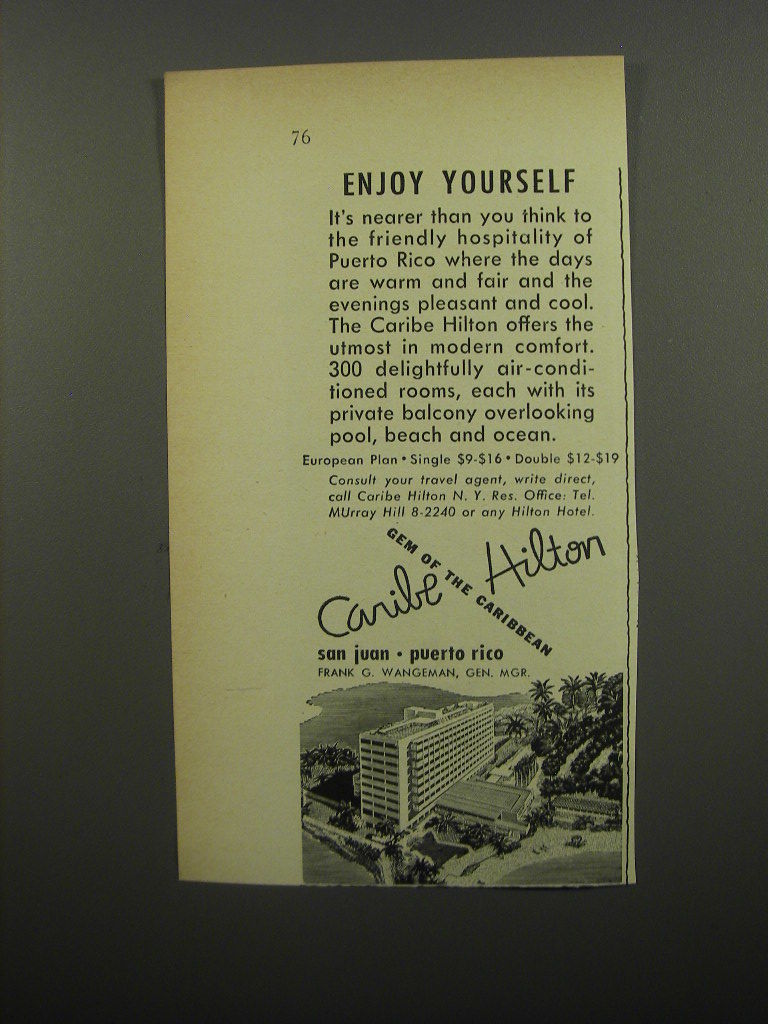 76
ENJOY YOURSELF
It's nearer than you think to
the friendly hospitality of
Puerto Rico where the days
are warm and fair and the
evenings pleasant and cool.
The Caribe Hilton offers the
utmost in modern comfort.
300 delightfully air-condi-
tioned rooms, each with its
private balcony overlooking
pool, beach and ocean.
European Plan • Single $9-$16 • Double $12-$19
Consult your travel agent, write direct,
call Caribe Hilton N. Y. Res. Office: Tel.
MUrray Hill 8-2240 or any Hilton Hotel.
GEM OF THE CARIBBEAN
Caribe Hilton
san juan • puerto rico
FRANK G. WANGEMAN, GEN. MGR.